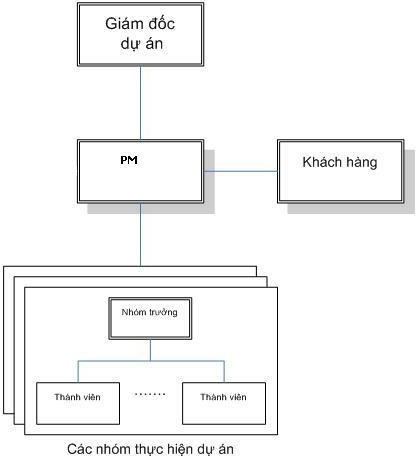 Giám đốc
dự án
PM
Khách hàng
Nhóm trưởng
Thành viên
.......
Thành viên
Các nhóm thực hiện dự án